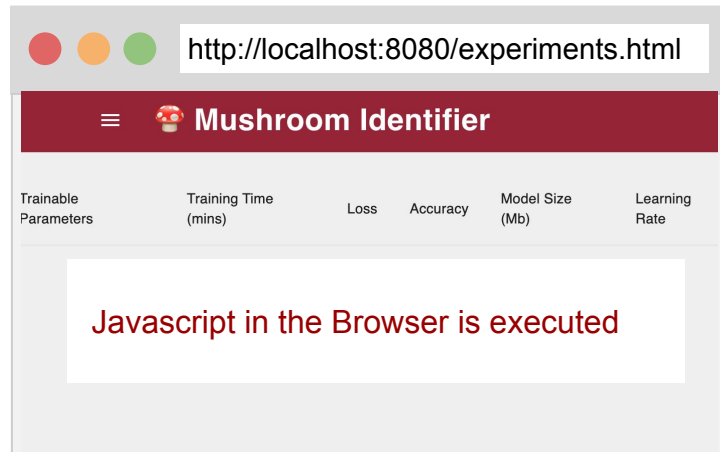 http://localhost:8080/experiments.html
Mushroom Identifier
Trainable Parameters Training Time (mins) Loss Accuracy Model Size (Mb) Learning Rate
Javascript in the Browser is executed